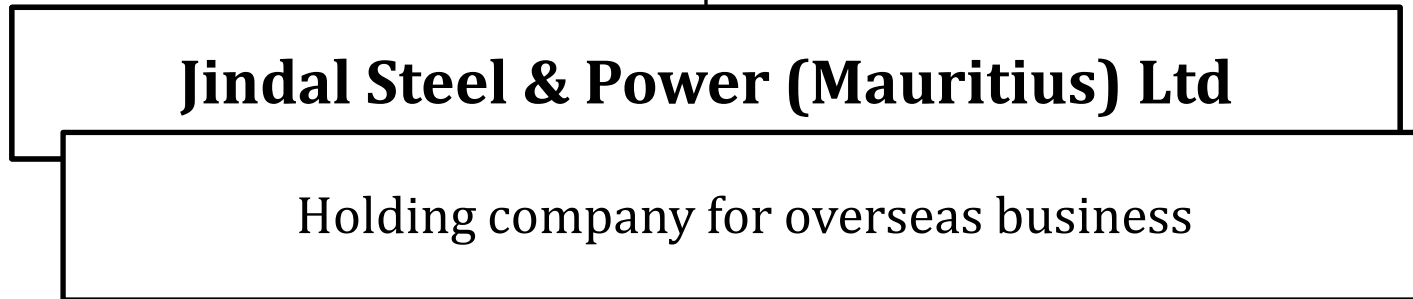 Jindal Steel & Power (Mauritius) Ltd
Holding company for overseas business